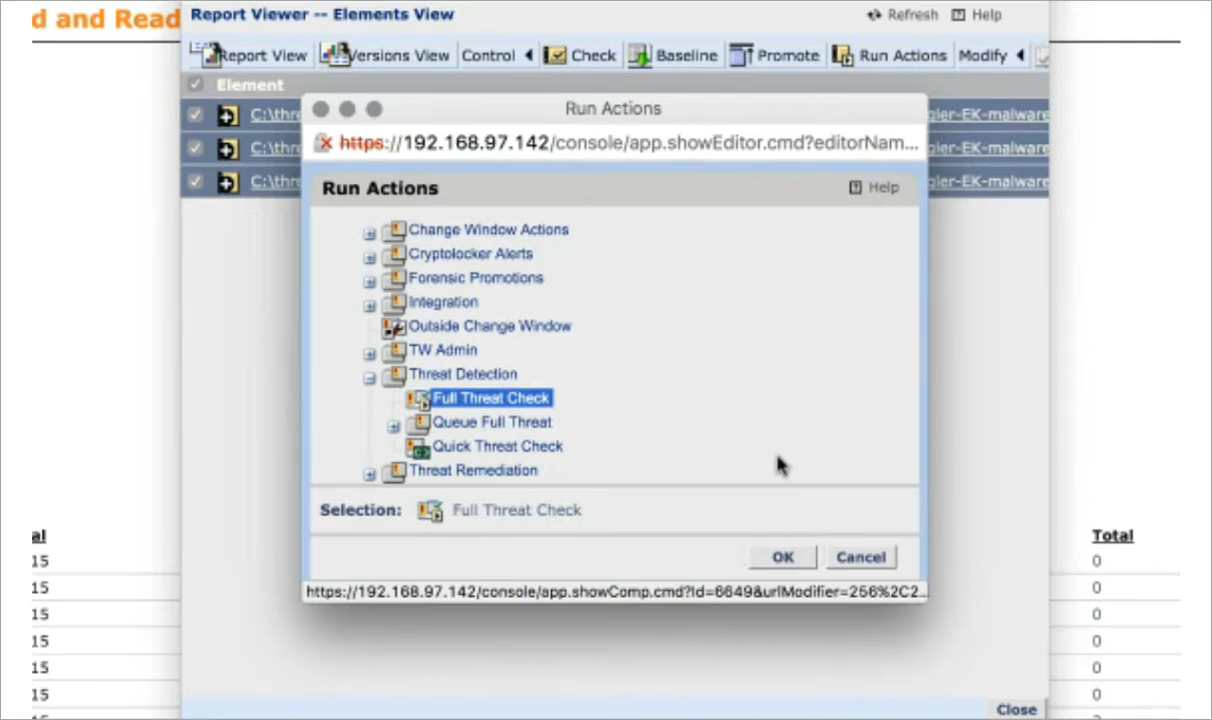 d and Read
Report Viewer -- Elements View
Refresh
Help
Report View
Versions View
Control
Check
Baseline
Promote
Run Actions
Modify
Element
C:\thre
gler-EK-malware
C:\thre
gler-EK-malware
C:\thre
gler-EK-malware
Run Actions
https://192.168.97.142/console/app.showEditor.cmd?editorNam...
Run Actions
Help
Change Window Actions
Cryptolocker Alerts
Forensic Promotions
Integration
Outside Change Window
TW Admin
Threat Detection
Full Threat Check
Queue Full Threat
Quick Threat Check
Threat Remediation
Selection:
Full Threat Check
OK
Cancel
https://192.168.97.142/console/app.showComp.cmd?Id=6649&urlModifier=256%2C2...
al
Total
15
0
15
0
15
0
15
0
15
0
15
0
Close